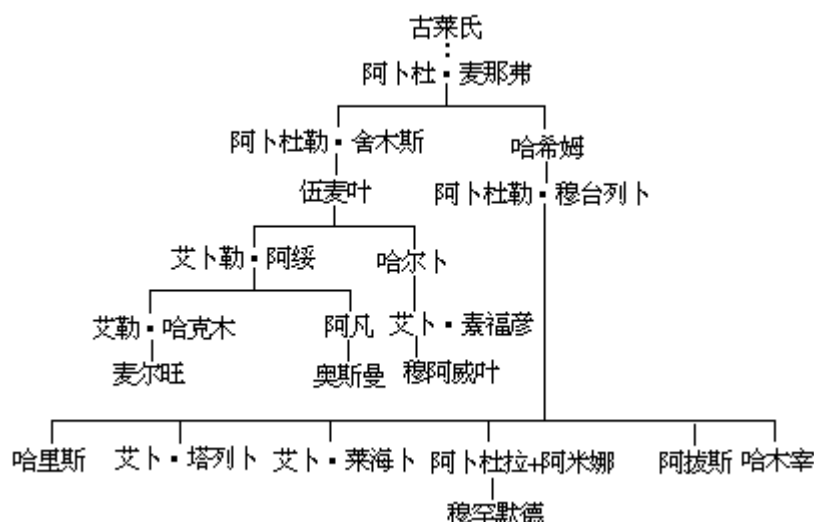 古莱氏
阿卜杜▪麦那弗
阿卜杜勒▪舍木斯
哈希姆
伍麦叶
阿卜杜勒▪穆台列卜
艾卜勒▪阿绥
哈尔卜
艾勒▪哈克木
阿凡
艾卜▪素福彦
麦尔旺
奥斯曼
穆阿威叶
哈里斯
艾卜▪塔列卜
艾卜▪莱海卜
阿卜杜拉+阿米娜
阿拔斯
哈木宰
穆罕默德